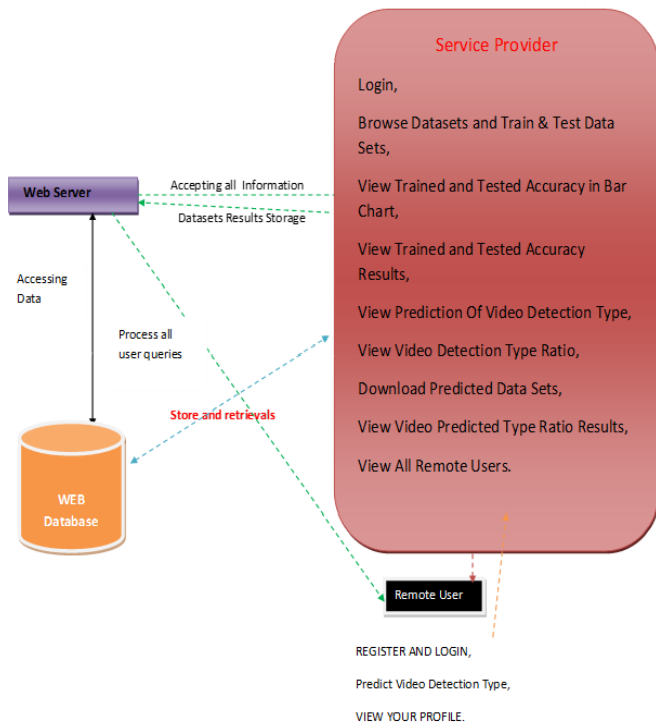 Service Provider
Login,
Browse Datasets and Train & Test Data
Sets,
View Trained and Tested Accuracy in Bar
Chart,
View Trained and Tested Accuracy
Results,
View Prediction Of Video Detection Type,
View Video Detection Type Ratio,
Download Predicted Data Sets,
View Video Predicted Type Ratio Results,
View All Remote Users.
Web Server
Accepting all Information
Datasets Results Storage
Accessing
Data
Process all
user queries
Store and retrievals
WEB
Database
Remote User
REGISTER AND LOGIN,
Predict Video Detection Type,
VIEW YOUR PROFILE.